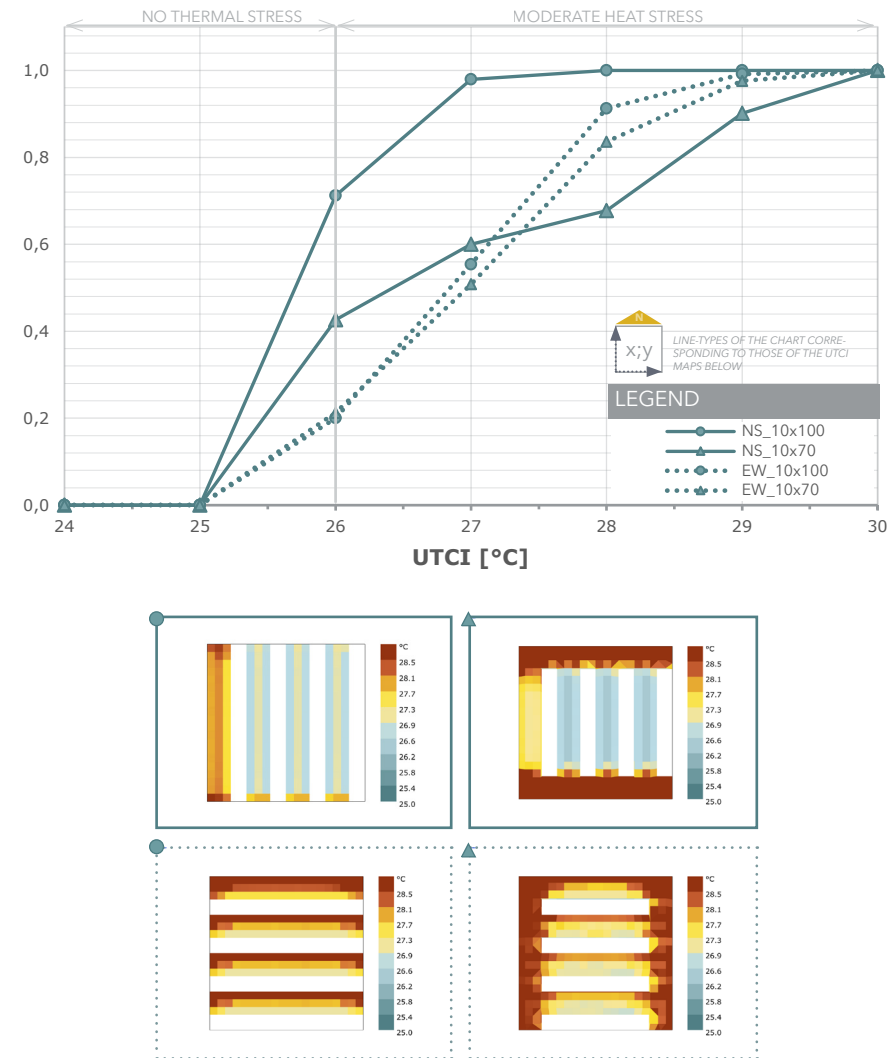 NO THERMAL STRESS
MODERATE HEAT STRESS
1,0
0,8
0,6
0,4
0,2
0,0
24 25 26 27 28 29 30
UTCI [°C]
N
x;y
LINE-TYPES OF THE CHART CORRE-
SPONDING TO THOSE OF THE UTCI
MAPS BELOW
LEGEND
NS_10x100
NS_10x70
EW_10x100
EW_10x70
°C
28.5
28.1
27.7
27.3
26.9
26.6
26.2
25.8
25.4
25.0
°C
28.5
28.1
27.7
27.3
26.9
26.6
26.2
25.8
25.4
25.0
°C
28.5
28.1
27.7
27.3
26.9
26.6
26.2
25.8
25.4
25.0
°C
28.5
28.1
27.7
27.3
26.9
26.6
26.2
25.8
25.4
25.0